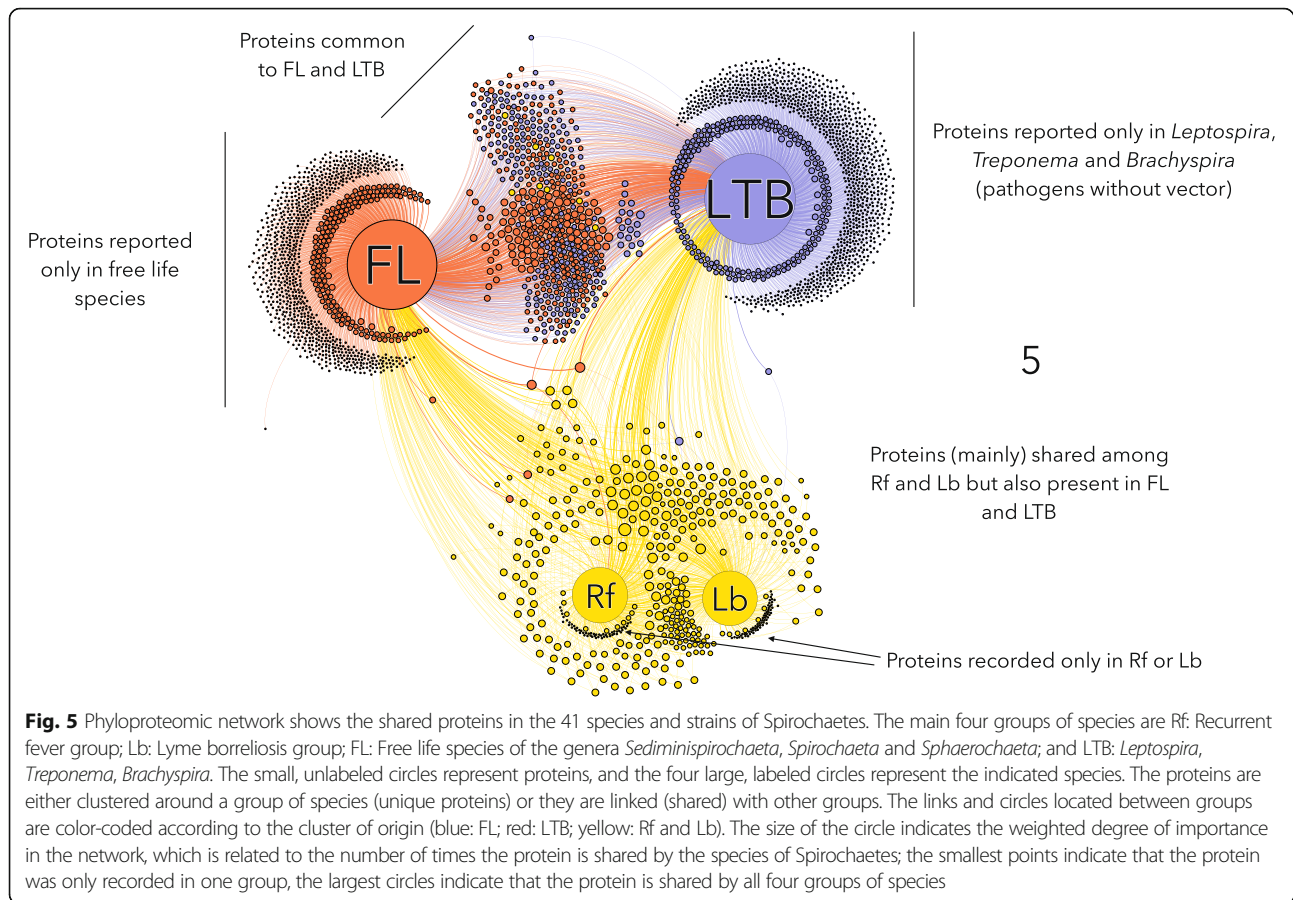 Proteins common
to FL and LTB
Proteins reported
only in free life
species
FL
LTB
Proteins reported only in Leptospira,
Treponema and Brachyspira
(pathogens without vector)
5
Proteins (mainly) shared among
Rf and Lb but also present in FL
and LTB
Rf
Lb
Proteins recorded only in Rf or Lb
Fig. 5 Phyloproteomic network shows the shared proteins in the 41 species and strains of Spirochaetes. The main four groups of species are Rf: Recurrent
fever group; Lb: Lyme borreliosis group; FL: Free life species of the genera Sediminispirochaeta, Spirochaeta and Sphaerochaeta; and LTB: Leptospira,
Treponema, Brachyspira. The small, unlabeled circles represent proteins, and the four large, labeled circles represent the indicated species. The proteins are
either clustered around a group of species (unique proteins) or they are linked (shared) with other groups. The links and circles located between groups
are color-coded according to the cluster of origin (blue: FL; red: LTB; yellow: Rf and Lb). The size of the circle indicates the weighted degree of importance
in the network, which is related to the number of times the protein is shared by the species of Spirochaetes; the smallest points indicate that the protein
was only recorded in one group, the largest circles indicate that the protein is shared by all four groups of species